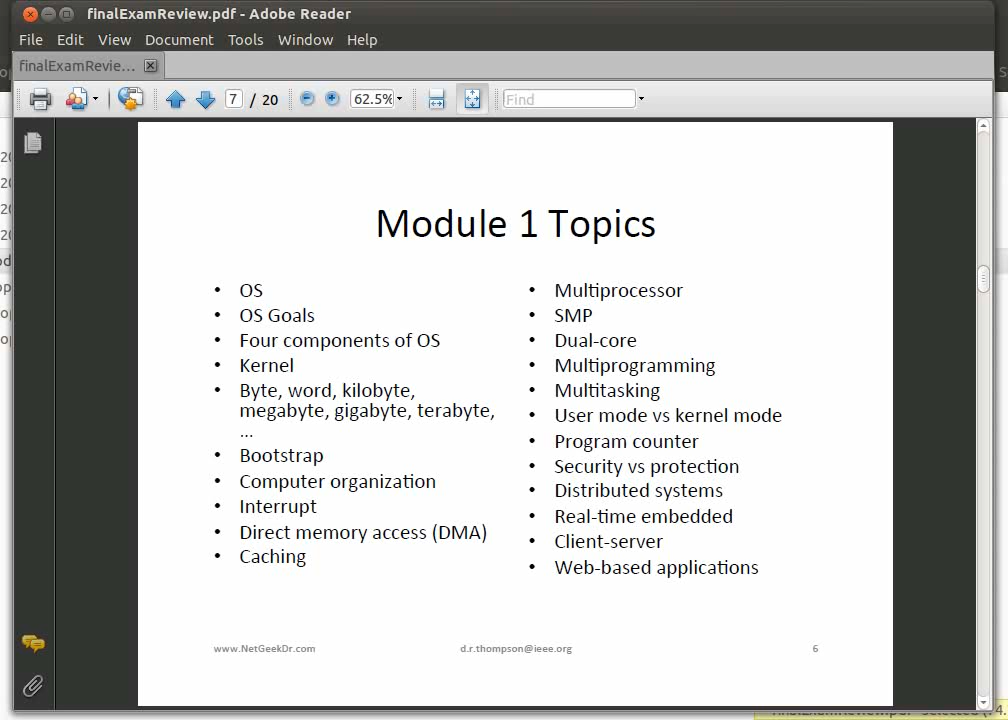 finalExamReview.pdf - Adobe Reader
File Edit View Document Tools Window Help
finalExamRevie...
7 / 20 62.5% Find
Module 1 Topics
• OS
• OS Goals
• Four components of OS
• Kernel
• Byte, word, kilobyte,
megabyte, gigabyte, terabyte,
...
• Bootstrap
• Computer organization
• Interrupt
• Direct memory access (DMA)
• Caching
• Multiprocessor
• SMP
• Dual-core
• Multiprogramming
• Multitasking
• User mode vs kernel mode
• Program counter
• Security vs protection
• Distributed systems
• Real-time embedded
• Client-server
• Web-based applications
www.NetGeekDr.com d.r.thompson@ieee.org 6